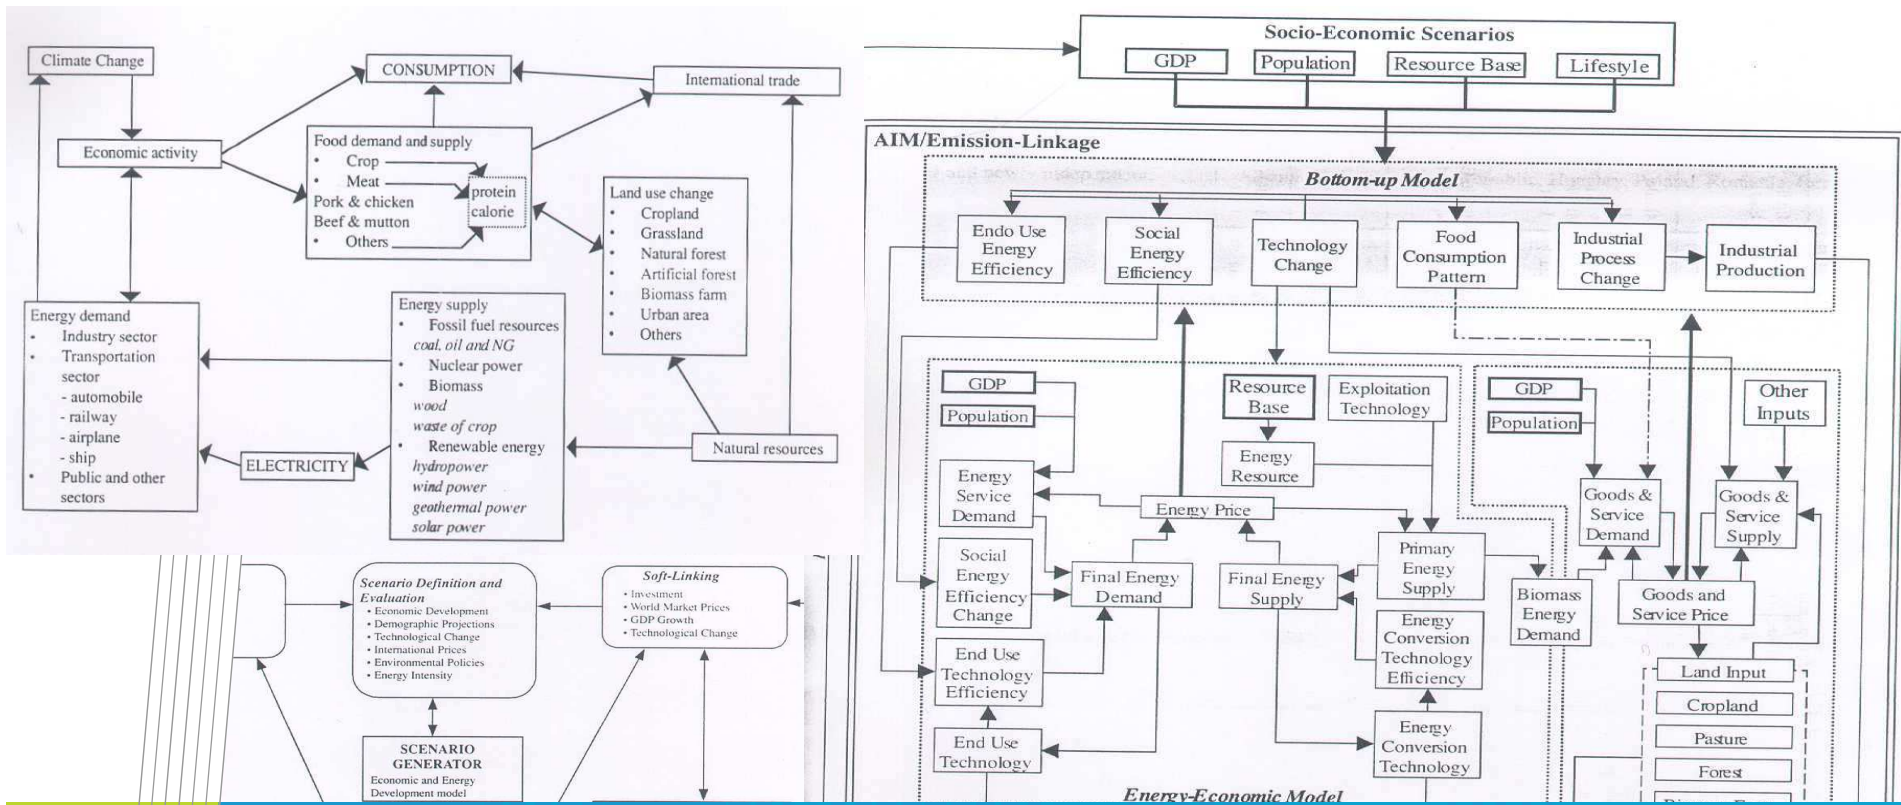 Climate Change
CONSUMPTION
International trade
Economic activity
Food demand and supply
• Crop
• Meat
Pork & chicken
Beef & mutton
• Others
protein
calorie
Land use change
• Cropland
• Grassland
• Natural forest
• Artificial forest
• Biomass farm
• Urban area
• Others
Energy demand
• Industry sector
• Transportation
sector
- automobile
- railway
- airplane
- ship
• Public and other
sectors
Energy supply
• Fossil fuel resources
coal, oil and NG
• Nuclear power
• Biomass
wood
waste of crop
• Renewable energy
hydropower
wind power
geothermal power
solar power
ELECTRICITY
Natural resources
Scenario Definition and
Evaluation
• Economic Development
• Demographic Projections
• Technological Change
• International Prices
• Environmental Policies
• Energy Intensity
Soft-Linking
• Investment
• World Market Prices
• GDP Growth
• Technological Change
SCENARIO
GENERATOR
Economic and Energy
Development model
Socio-Economic Scenarios
GDP
Population
Resource Base
Lifestyle
AIM/Emission-Linkage
Bottom-up Model
Endo Use
Energy
Efficiency
Social
Energy
Efficiency
Technology
Change
Food
Consumption
Pattern
Industrial
Process
Change
Industrial
Production
GDP
Population
Resource
Base
Exploitation
Technology
Energy
Resource
GDP
Population
Other
Inputs
Energy
Service
Demand
Energy Price
Goods &
Service
Demand
Goods &
Service
Supply
Social
Energy
Efficiency
Change
Final Energy
Demand
Final Energy
Supply
Primary
Energy
Supply
Biomass
Energy
Demand
Goods and
Service Price
End Use
Technology
Efficiency
Energy
Conversion
Technology
Efficiency
Land Input
Cropland
Pasture
Forest
End Use
Technology
Energy
Conversion
Technology
Energy-Economic Model